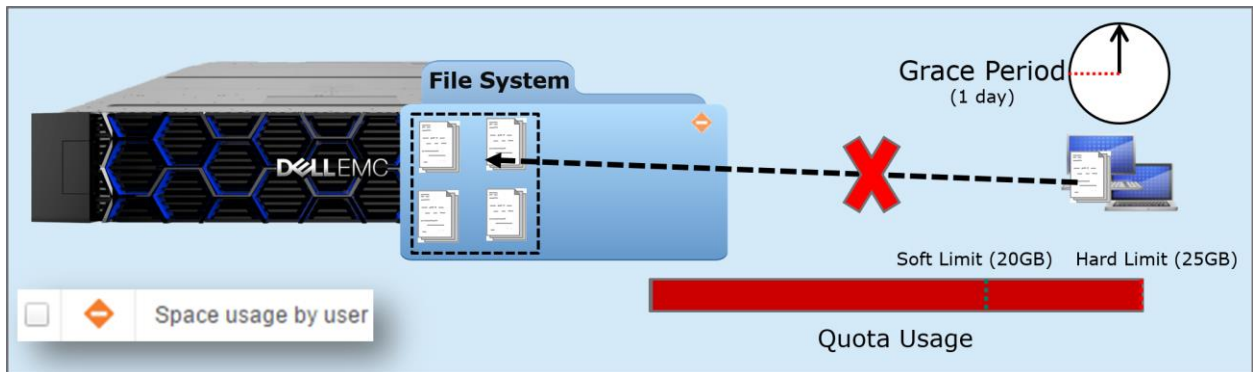 File System
DELLEMC
Grace Period
(1 day)
Soft Limit (20GB) Hard Limit (25GB)
Quota Usage
Space usage by user